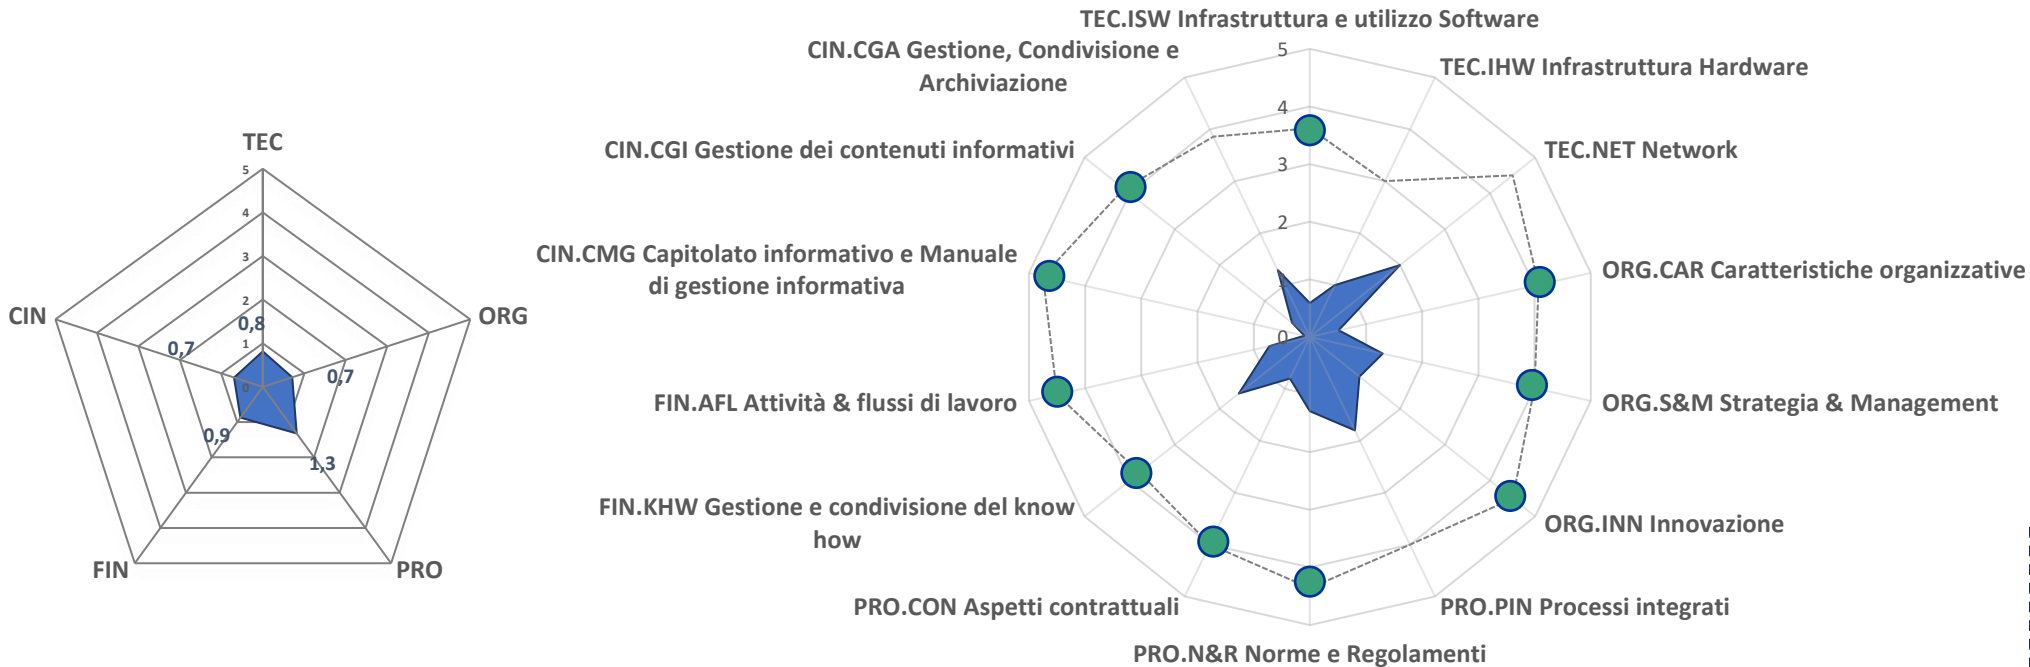 TEC
5
4
3
2
1
0
ORG
PRO
FIN
CIN
0,8
0,7
1,3
0,9
0,7
TEC.ISW Infrastruttura e utilizzo Software
5
4
3
2
1
0
TEC.IHW Infrastruttura Hardware
TEC.NET Network
ORG.CAR Caratteristiche organizzative
ORG.S&M Strategia & Management
ORG.INN Innovazione
PRO.PIN Processi integrati
PRO.N&R Norme e Regolamenti
PRO.CON Aspetti contrattuali
FIN.KHW Gestione e condivisione del know
how
FIN.AFL Attività & flussi di lavoro
CIN.CMG Capitolato informativo e Manuale
di gestione informativa
CIN.CGI Gestione dei contenuti informativi
CIN.CGA Gestione, Condivisione e
Archiviazione